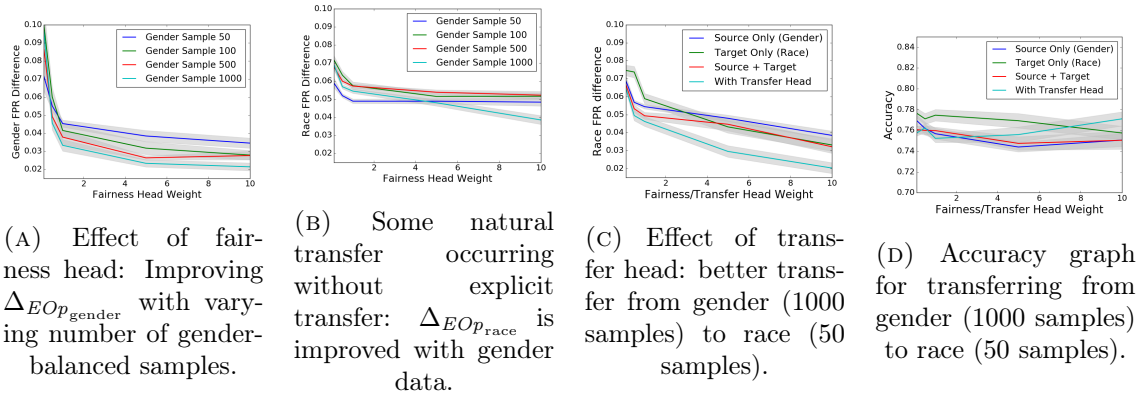 0.10
0.09
0.08
0.07
0.06
0.05
0.04
0.03
0.02
2 4 6 8 10
Gender FPR Difference
Fairness Head Weight
Gender Sample 50
Gender Sample 100
Gender Sample 500
Gender Sample 1000
(A) Effect of fair-
ness head: Improving
Δ_{EOp_{gender}} with vary-
ing number of gender-
balanced samples.
0.10
0.09
0.08
0.07
0.06
0.05
0.04
0.03
0.02
2 4 6 8 10
Race FPR Difference
Fairness Head Weight
Gender Sample 50
Gender Sample 100
Gender Sample 500
Gender Sample 1000
(B) Some natural
transfer occurring
without explicit
transfer: Δ_{EOp_{race}} is
improved with gender
data.
0.10
0.09
0.08
0.07
0.06
0.05
0.04
0.03
0.02
2 4 6 8 10
Race FPR difference
Fairness/Transfer Head Weight
Source Only (Gender)
Target Only (Race)
Source + Target
With Transfer Head
(C) Effect of trans-
fer head: better trans-
fer from gender (1000
samples) to race (50
samples).
0.84
0.82
0.80
0.78
0.76
0.74
0.72
0.70
2 4 6 8 10
Accuracy
Fairness/Transfer Head Weight
Source Only (Gender)
Target Only (Race)
Source + Target
With Transfer Head
(D) Accuracy graph
for transferring from
gender (1000 samples)
to race (50 samples).